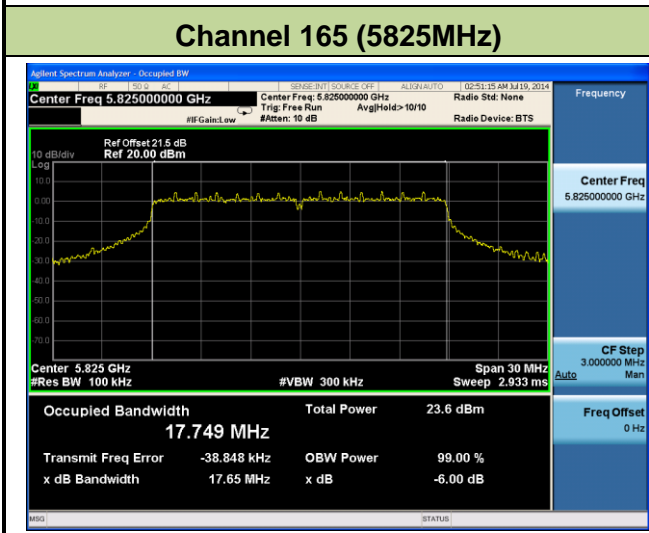 Channel 165 (5825MHz)
Agilent Spectrum Analyzer - Occupied BW
LXI RF 50 Ω AC SENSE:INT SOURCE OFF ALIGN AUTO 02:51:15 AM Jul 19, 2014
Center Freq 5.825000000 GHz Center Freq: 5.825000000 GHz Radio Std: None Frequency
Trig: Free Run Avg|Hold:> 10/10
#IFGain:Low #Atten: 10 dB Radio Device: BTS
Ref Offset 21.5 dB
10 dB/div Ref 20.00 dBm
Log
10.0
0.00
-10.0
-20.0
-30.0
-40.0
-50.0
-60.0
-70.0
Center Freq
5.825000000 GHz
Center 5.825 GHz Span 30 MHz
#Res BW 100 kHz #VBW 300 kHz Sweep 2.933 ms
CF Step
3.000000 MHz
Auto Man
Occupied Bandwidth Total Power 23.6 dBm
17.749 MHz
Transmit Freq Error -38.848 kHz OBW Power 99.00 %
x dB Bandwidth 17.65 MHz x dB -6.00 dB
Freq Offset
0 Hz
MSG STATUS